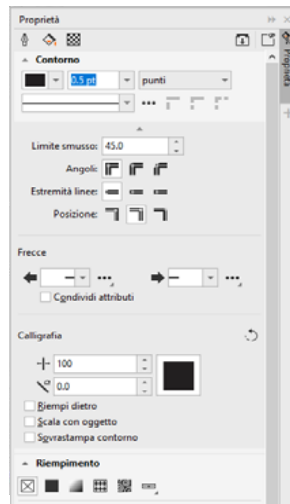 Proprietà
Contorno
0.5 pt punti
Limite smusso: 45.0
Angoli:
Estremità linee:
Posizione:
Frecce
Condividi attributi
Calligrafia
100
0.0
Riempi dietro
Scala con oggetto
Sovrastampa contorno
Riempimento
Proprietà